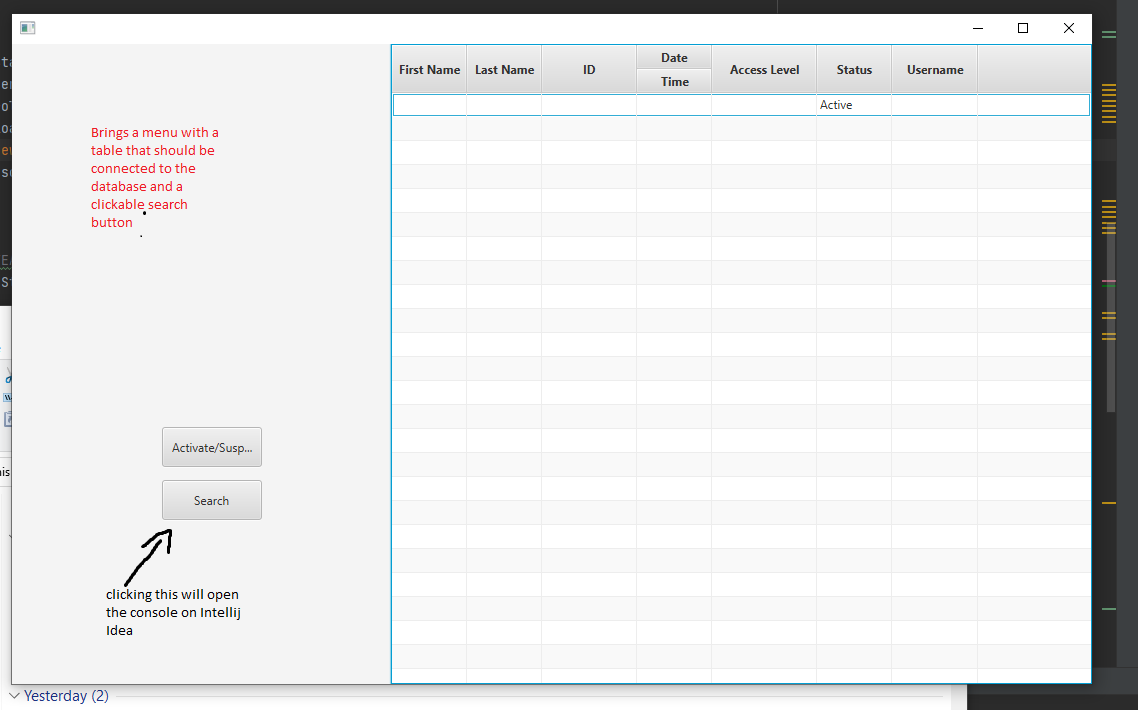 First Name Last Name ID Date Time Access Level Status Username
Active
Brings a menu with a
table that should be
connected to the
database and a
clickable search
button
Activate/Susp...
Search
clicking this will open
the console on Intellij
Idea
Yesterday (2)